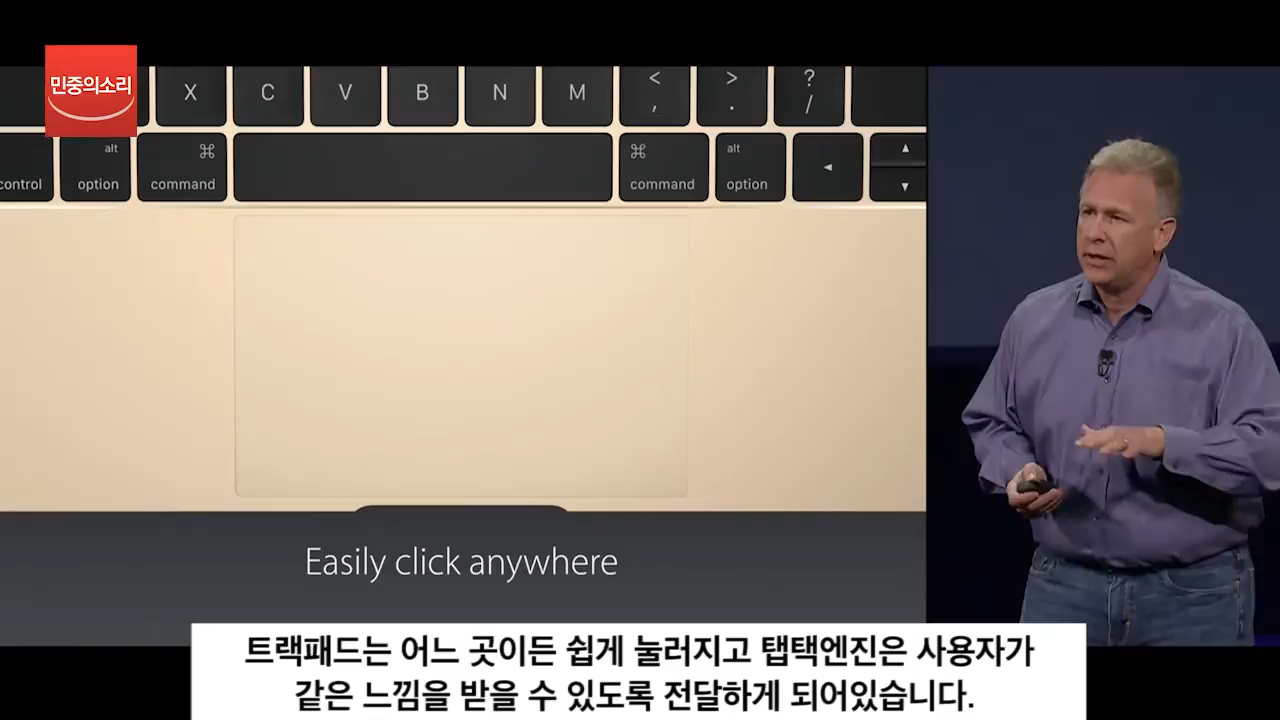 민중의소리
X C V B N M < , > . ? /
control alt option ⌘ command ⌘ command alt option ◂ ▴ ▾
Easily click anywhere
트랙패드는 어느 곳이든 쉽게 눌러지고 탭택엔진은 사용자가
같은 느낌을 받을 수 있도록 전달하게 되어있습니다.